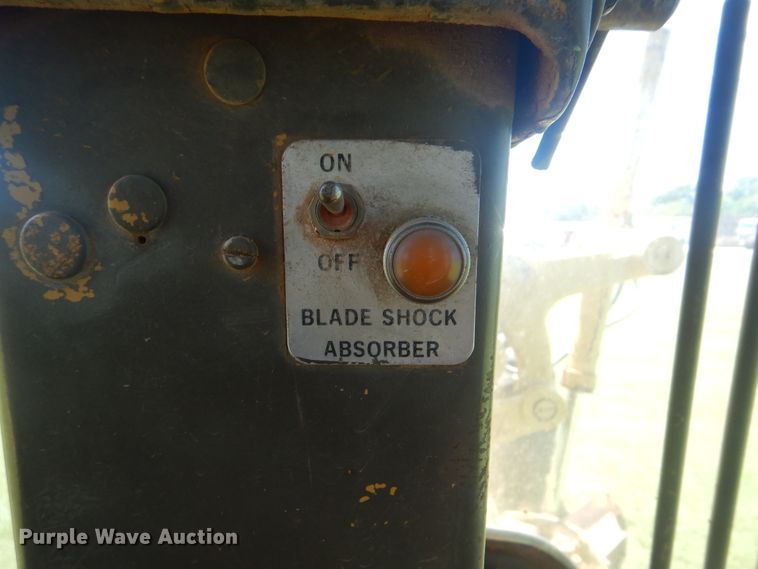 ON
OFF
BLADE SHOCK
ABSORBER
Purple Wave Auction